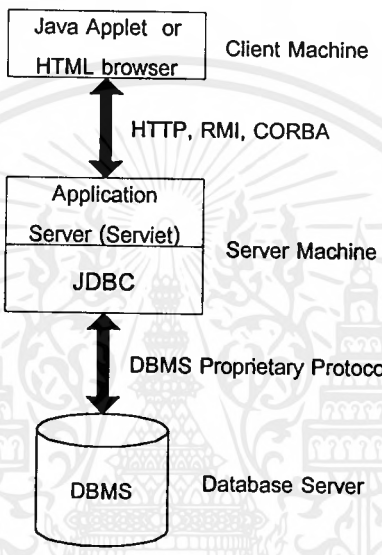 Java Applet or
HTML browser
Client Machine
HTTP, RMI, CORBA
Application
Server (Serviet)
JDBC
Server Machine
DBMS Proprietary Protoco
DBMS
Database Server